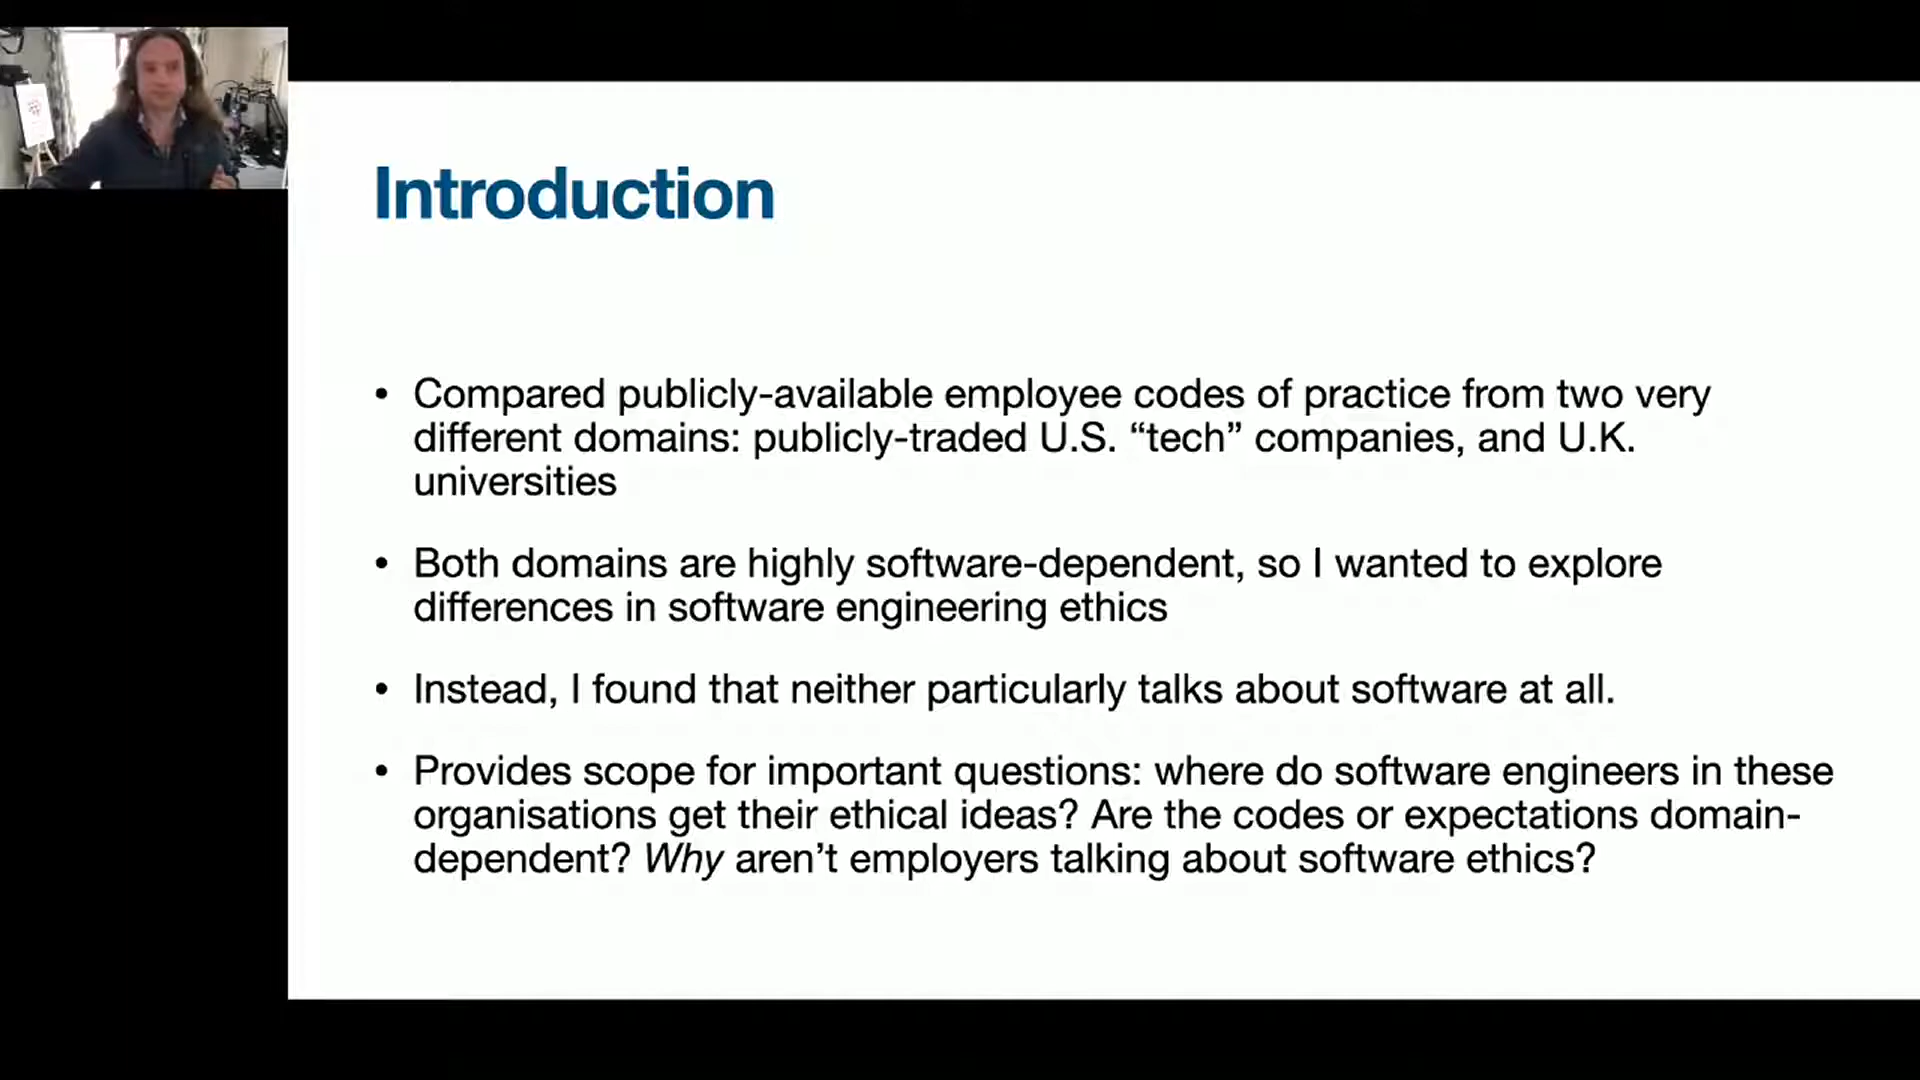 Introduction
• Compared publicly-available employee codes of practice from two very
different domains: publicly-traded U.S. “tech” companies, and U.K.
universities
• Both domains are highly software-dependent, so I wanted to explore
differences in software engineering ethics
• Instead, I found that neither particularly talks about software at all.
• Provides scope for important questions: where do software engineers in these
organisations get their ethical ideas? Are the codes or expectations domain-
dependent? Why aren’t employers talking about software ethics?